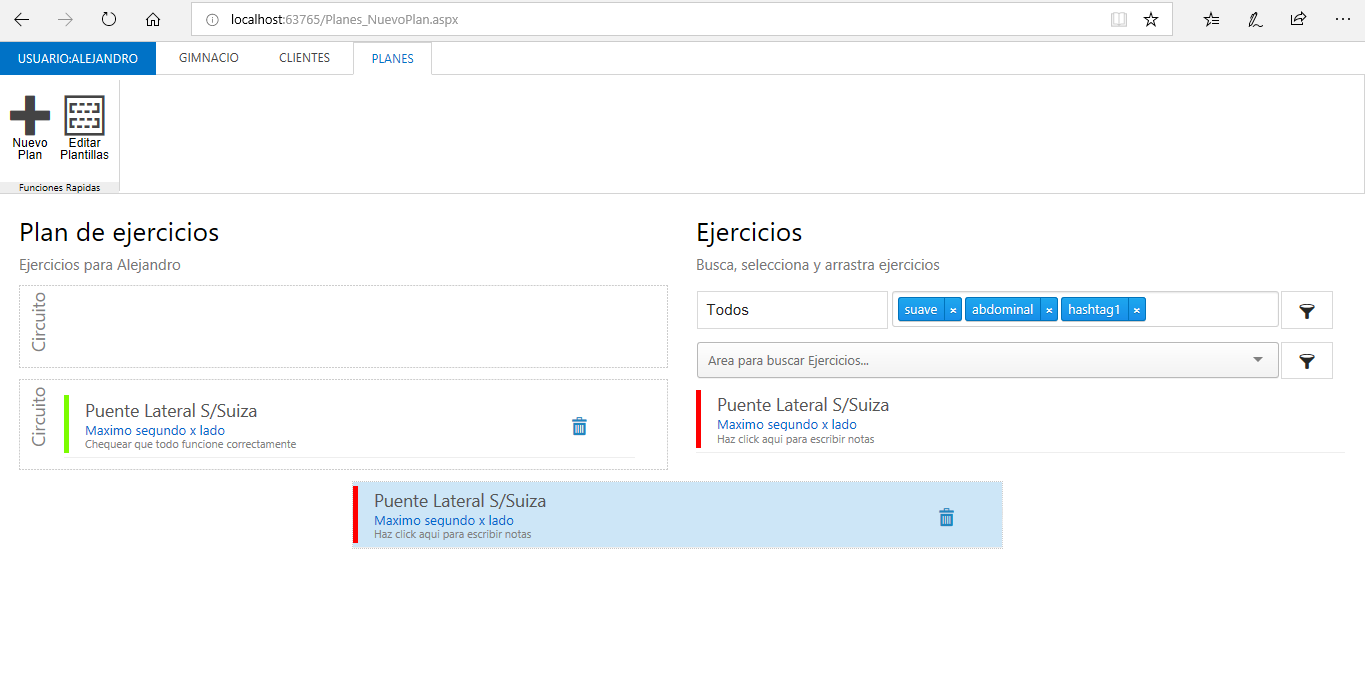 localhost:63765/Planes_NuevoPlan.aspx
USUARIO:ALEJANDRO
GIMNACIO
CLIENTES
PLANES
Nuevo
Plan
Editar
Plantillas
Funciones Rapidas
Plan de ejercicios
Ejercicios para Alejandro
Circuito
Circuito
Puente Lateral S/Suiza
Maximo segundo x lado
Chequear que todo funcione correctamente
Ejercicios
Busca, selecciona y arrastra ejercicios
Todos
suave × abdominal × hashtag1 ×
Area para buscar Ejercicios...
Puente Lateral S/Suiza
Maximo segundo x lado
Haz click aqui para escribir notas
Puente Lateral S/Suiza
Maximo segundo x lado
Haz click aqui para escribir notas